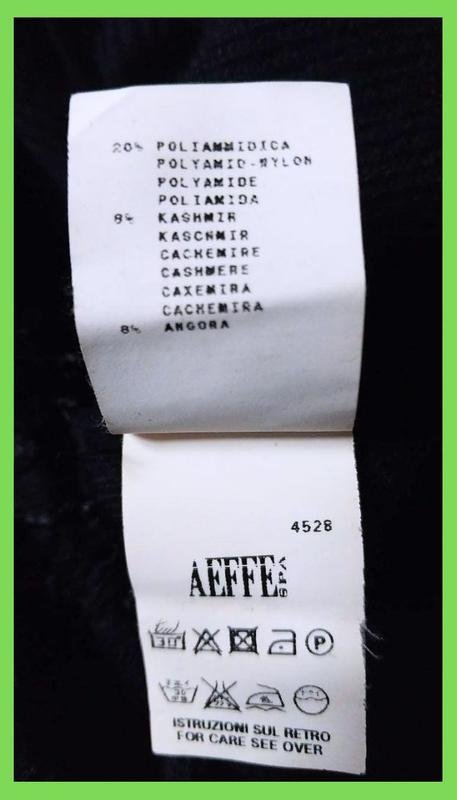 20% POLIAMMIDICA
POLYAMID-NYLON
POLYAMIDE
POLIAMIDA
8% KASHMIR
KASCHMIR
CACHEMIRE
CASHMERE
CAXEMIRA
CACHEMIRA
8% ANGORA
4528
AEFFE SPA
30° P
ISTRUZIONI SUL RETRO
FOR CARE SEE OVER